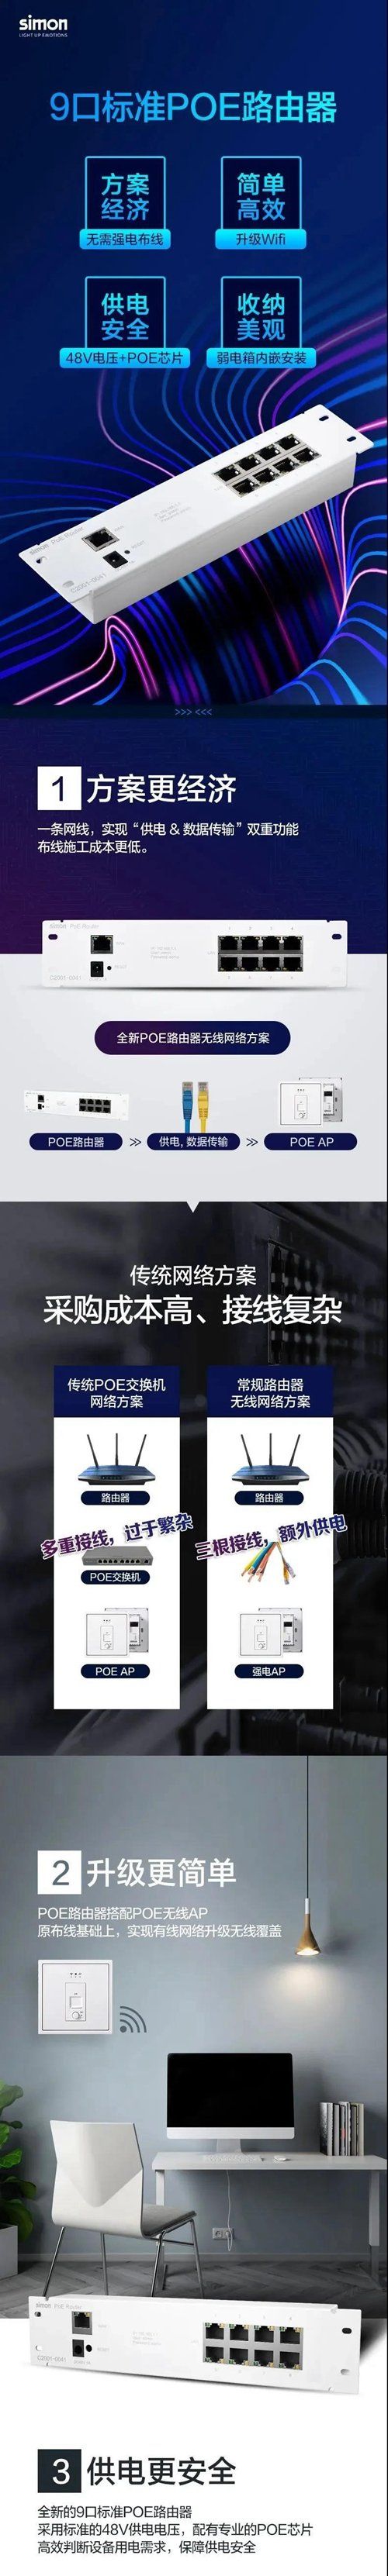 simon
LIGHT UP EMOTIONS
9口标准POE路由器
方案
经济
无需强电布线
简单
高效
升级Wifi
供电
安全
48V电压+POE芯片
收纳
美观
弱电箱内嵌安装
simon PoE Router
C2001-0041
>>> <<<
1 方案更经济
一条网线，实现“供电 & 数据传输”双重功能
布线施工成本更低。
simon PoE Router
C2001-0041
全新POE路由器无线网络方案
POE路由器 >> 供电, 数据传输 >> POE AP
传统网络方案
采购成本高、接线复杂
传统POE交换机
网络方案
路由器
多重接线，过于繁杂
POE交换机
POE AP
常规路由器
无线网络方案
路由器
三根接线，额外供电
强电AP
2 升级更简单
POE路由器搭配POE无线AP
原布线基础上，实现有线网络升级无线覆盖
simon PoE Router
C2001-0041
3 供电更安全
全新的9口标准POE路由器
采用标准的48V供电电压，配有专业的POE芯片
高效判断设备用电需求，保障供电安全